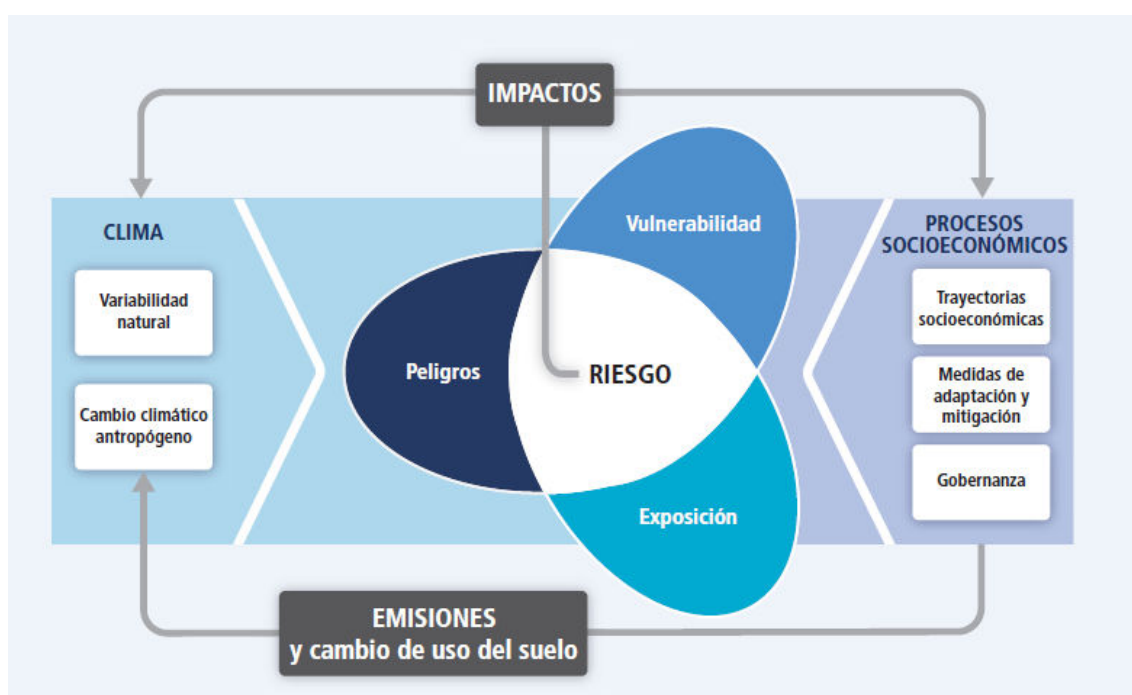 IMPACTOS
CLIMA
Variabilidad
natural
Cambio climático
antropógeno
Vulnerabilidad
Peligros
RIESGO
Exposición
PROCESOS
SOCIOECONÓMICOS
Trayectorias
socioeconómicas
Medidas de
adaptación y
mitigación
Gobernanza
EMISIONES
y cambio de uso del suelo